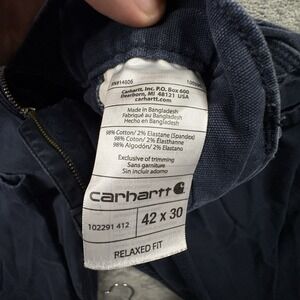 RN#14806
Carhartt, Inc. P.O. Box 600
Dearborn, MI 48121 USA
carhartt.com
Made in Bangladesh
Fabriqué au Bangladesh
Hecho en Bangladesh
98% Cotton/ 2% Elastane (Spandex)
98% Coton/ 2% Élasthanne
98% Algodón/ 2% Elastano
Exclusive of trimming
Sans garniture
Sin incluir adorno
carhartt
102291 412
42 x 30
RELAXED FIT